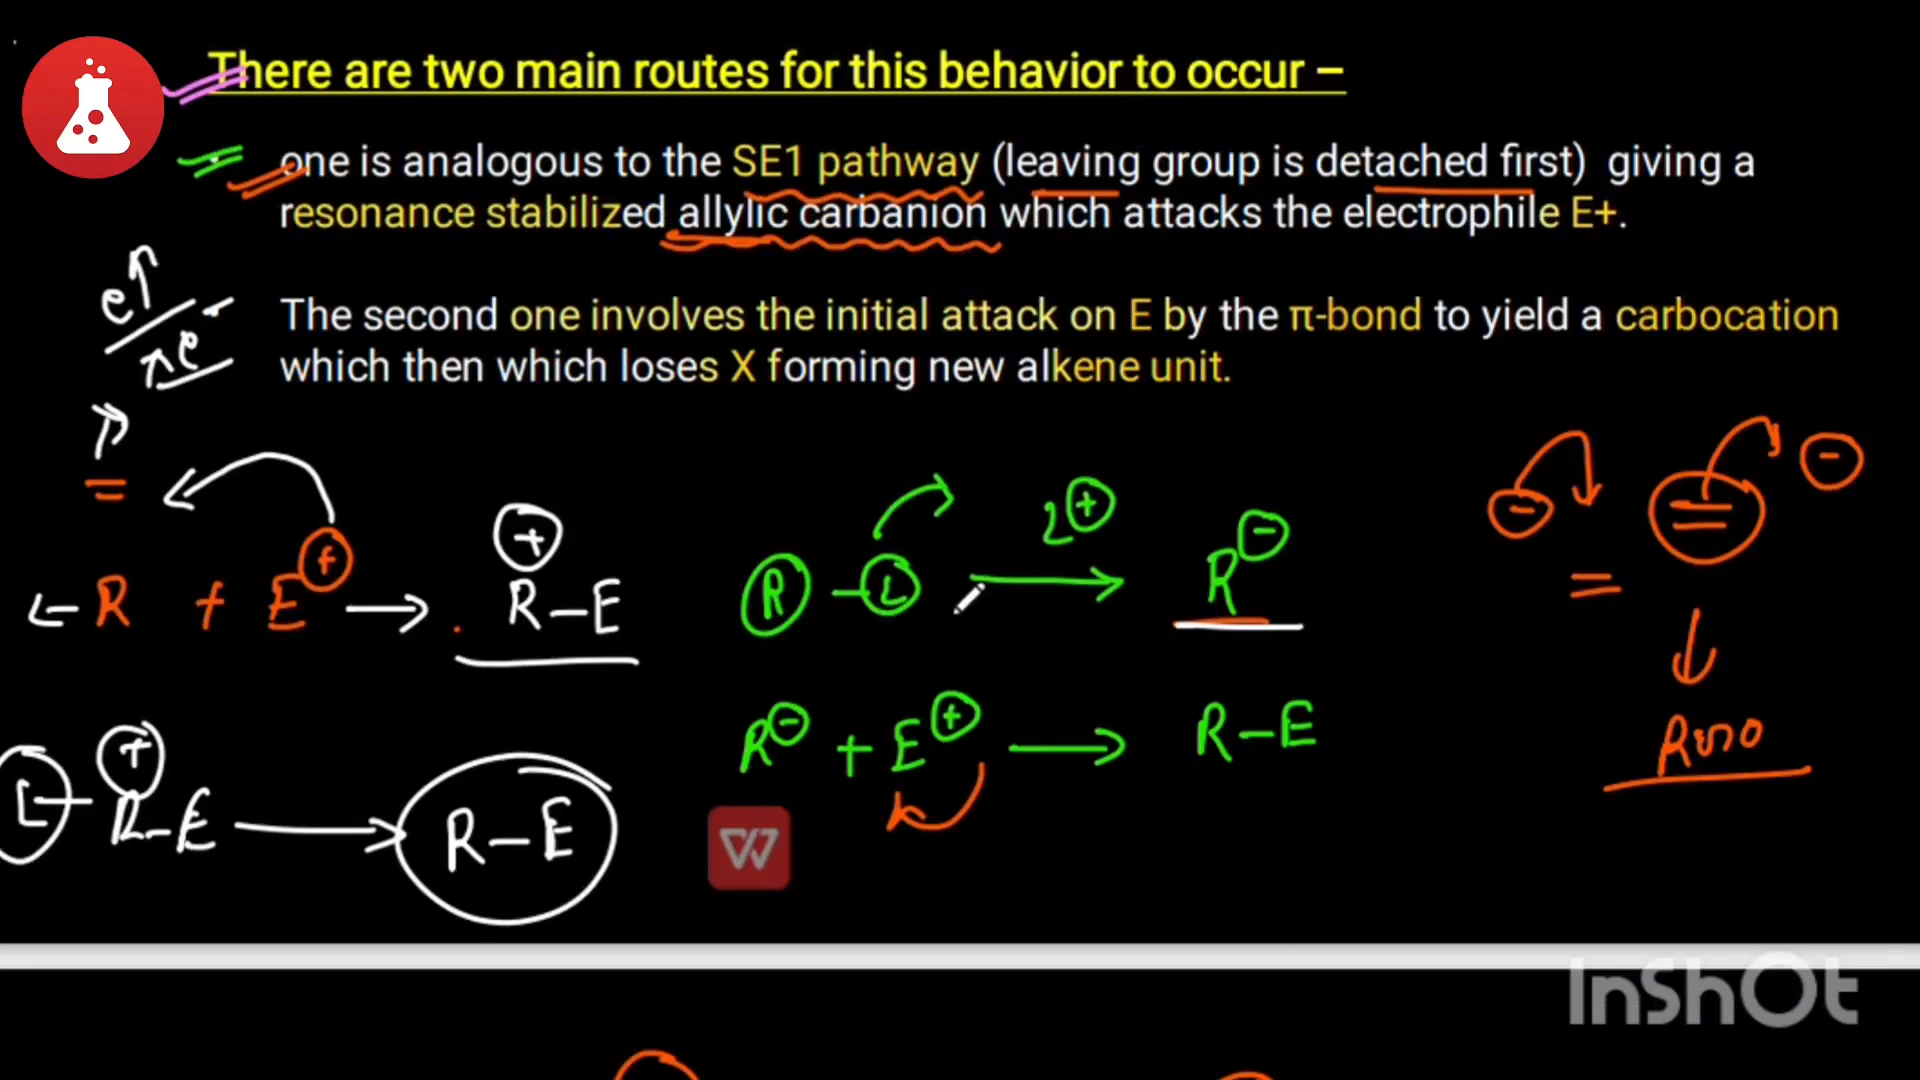 There are two main routes for this behavior to occur –
one is analogous to the SE1 pathway (leaving group is detached first) giving a
resonance stabilized allylic carbanion which attacks the electrophile E+.
The second one involves the initial attack on E by the π-bond to yield a carbocation
which then which loses X forming new alkene unit.
e↑
↑e-
=
← R + E⊕ → R–E ⊕
R – L → L⊕ R⊖
⊖ = ⊖
=
R⊖ + E⊕ → R–E
L–R–E ⊕ → R–E
W
InShOt